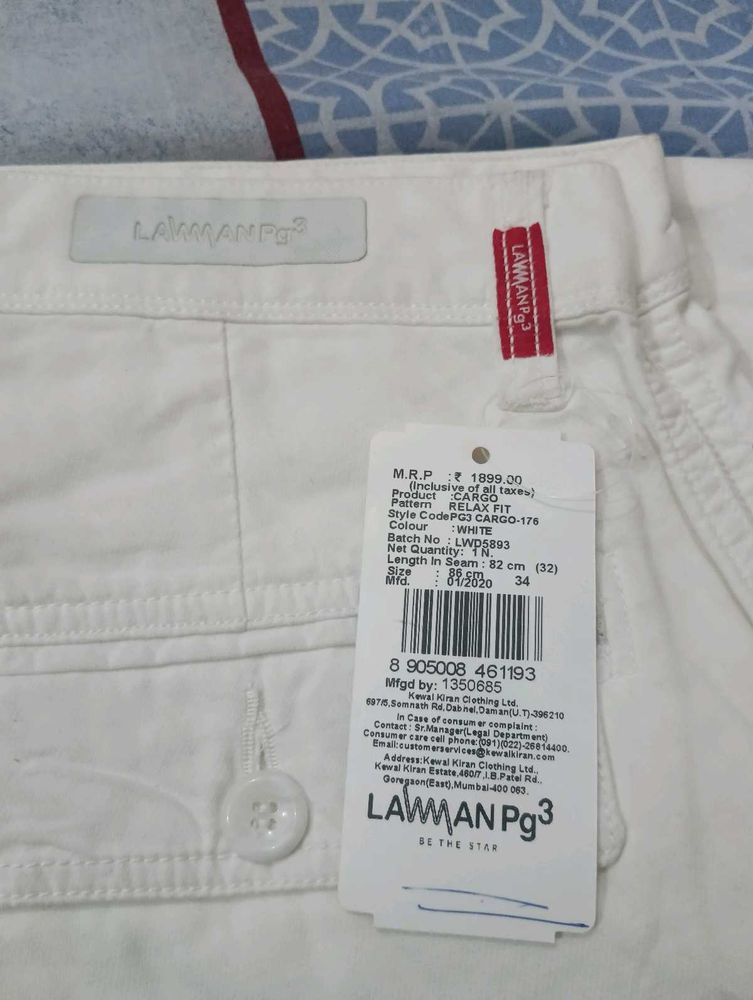 LAWMAN Pg3
LAWMAN Pg3
M.R.P :₹ 1899.00
(Inclusive of all taxes)
Product :CARGO
Pattern RELAX FIT
Style CodePG3 CARGO-176
Colour :WHITE
Batch No : LWD5893
Net Quantity: 1 N.
Length In Seam : 82 cm (32)
Size : 86 cm 34
Mfd. : 01/2020
8 905008 461193
Mfgd by: 1350685
Kewal Kiran Clothing Ltd.
697/5,Somnath Rd,Dabhel,Daman(U.T)-396210
In Case of consumer complaint :
Contact : Sr.Manager(Legal Department)
Consumer care cell phone:(091)(022)-26814400.
Email:customerservices@kewalkiran.com
Address:Kewal Kiran Clothing Ltd.,
Kewal Kiran Estate,460/7,I.B.Patel Rd.,
Goregaon(East),Mumbai-400 063.
LAWMAN Pg3
BE THE STAR